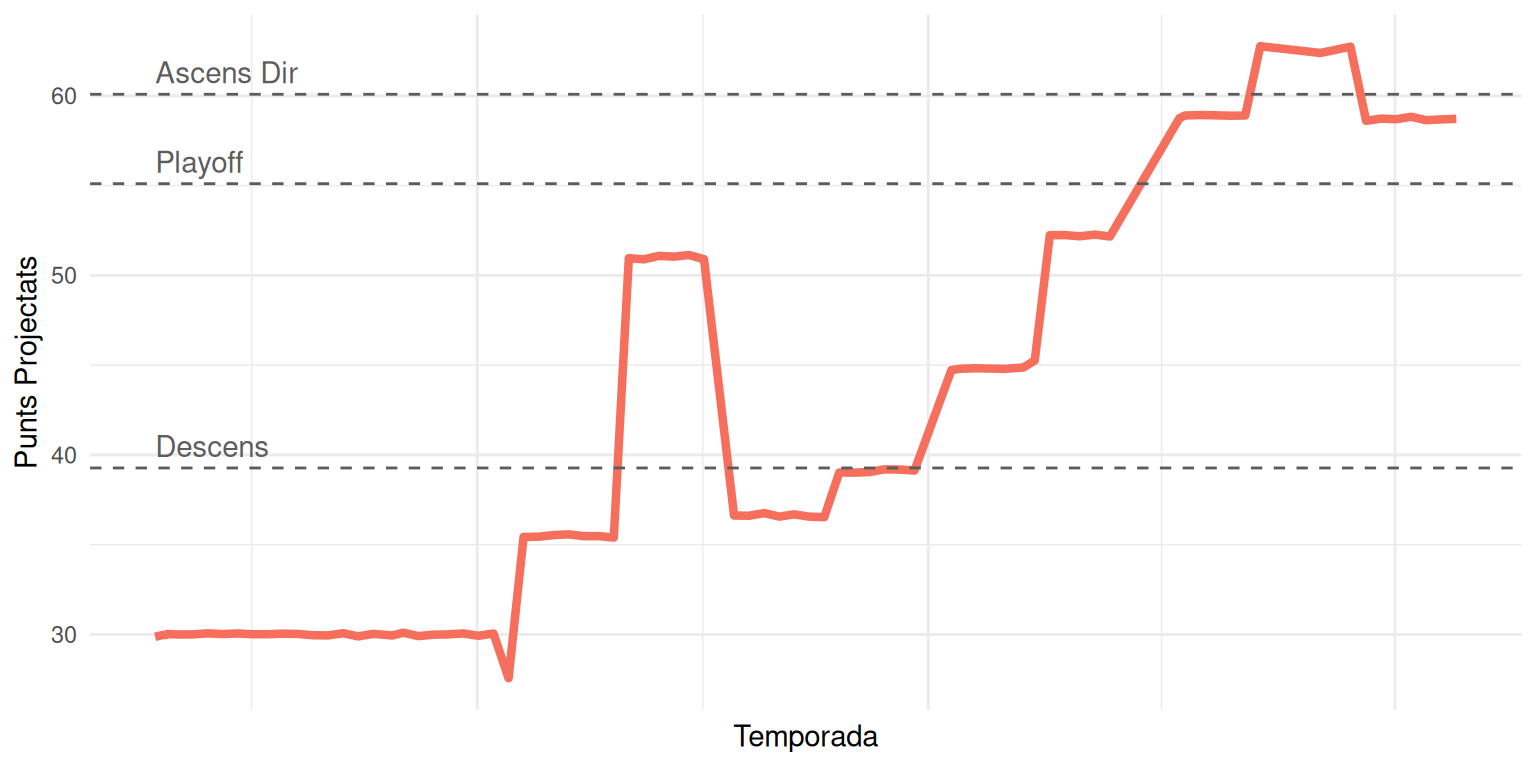 Ascens Dir
60
Playoff
50
Descens
40
30
Punts Projectats
Temporada